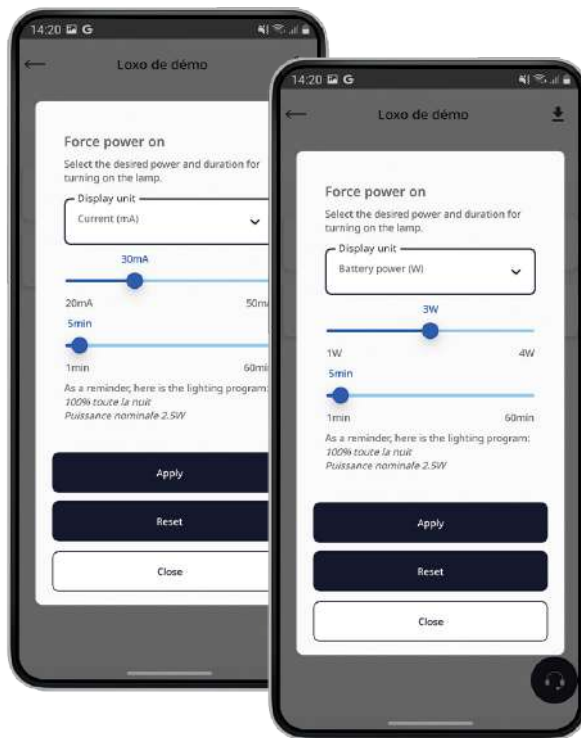 14:20 G
Loxo de démo
Force power on
Select the desired power and duration for
turning on the lamp.
Display unit
Current (mA)
30mA
20mA
5min
1min
As a reminder, here is the lighting program:
100% toute la nuit
Puissance nominale 2.5W
Apply
Reset
Close
14:20 G
Loxo de démo
Force power on
Select the desired power and duration for
turning on the lamp.
Display unit
Battery power (W)
3W
1W 4W
5min
1min 60min
As a reminder, here is the lighting program:
100% toute la nuit
Puissance nominale 2.5W
Apply
Reset
Close